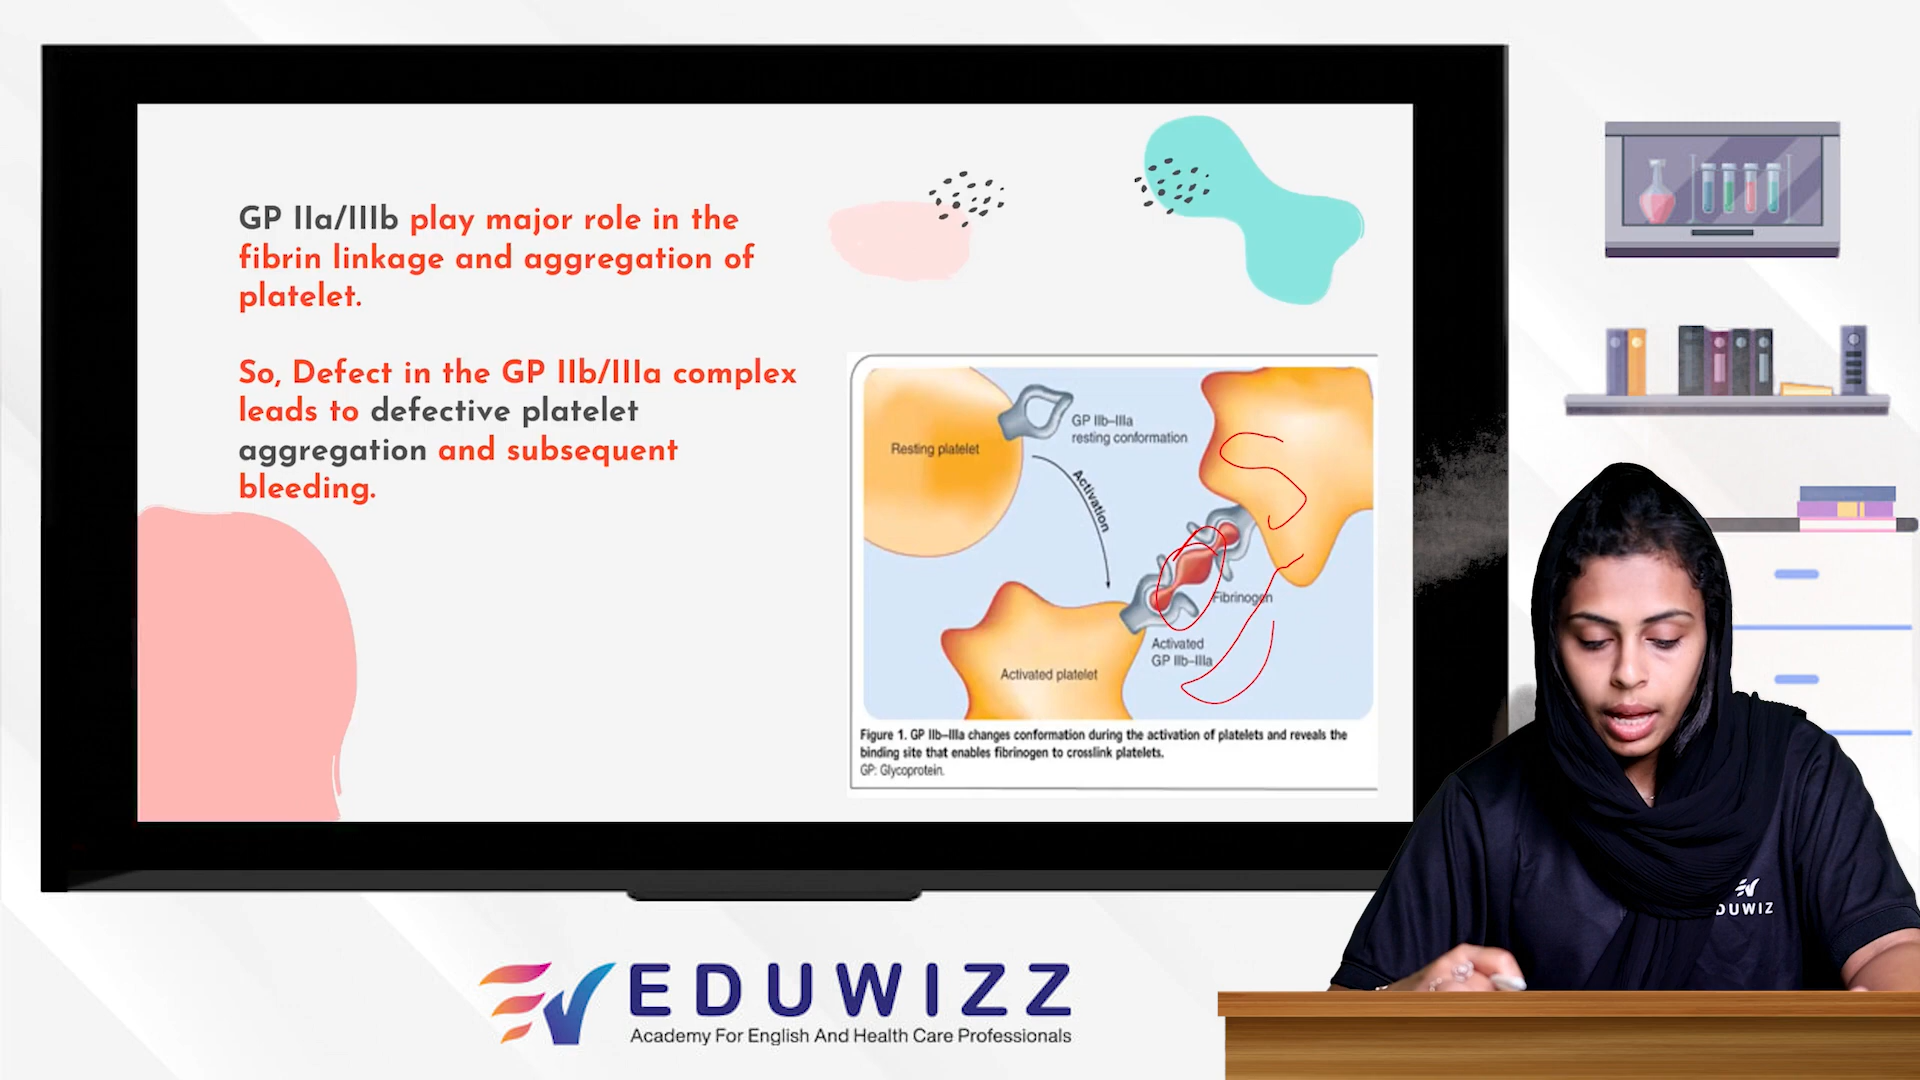 GP IIa/IIIb play major role in the
fibrin linkage and aggregation of
platelet.
So, Defect in the GP IIb/IIIa complex
leads to defective platelet
aggregation and subsequent
bleeding.
GP IIb–IIIa
resting conformation
Resting platelet
Activation
Fibrinogen
Activated
GP IIb–IIIa
Activated platelet
Figure 1. GP IIb–IIIa changes conformation during the activation of platelets and reveals the
binding site that enables fibrinogen to crosslink platelets.
GP: Glycoprotein.
DUWIZ
EDUWIZZ
Academy For English And Health Care Professionals